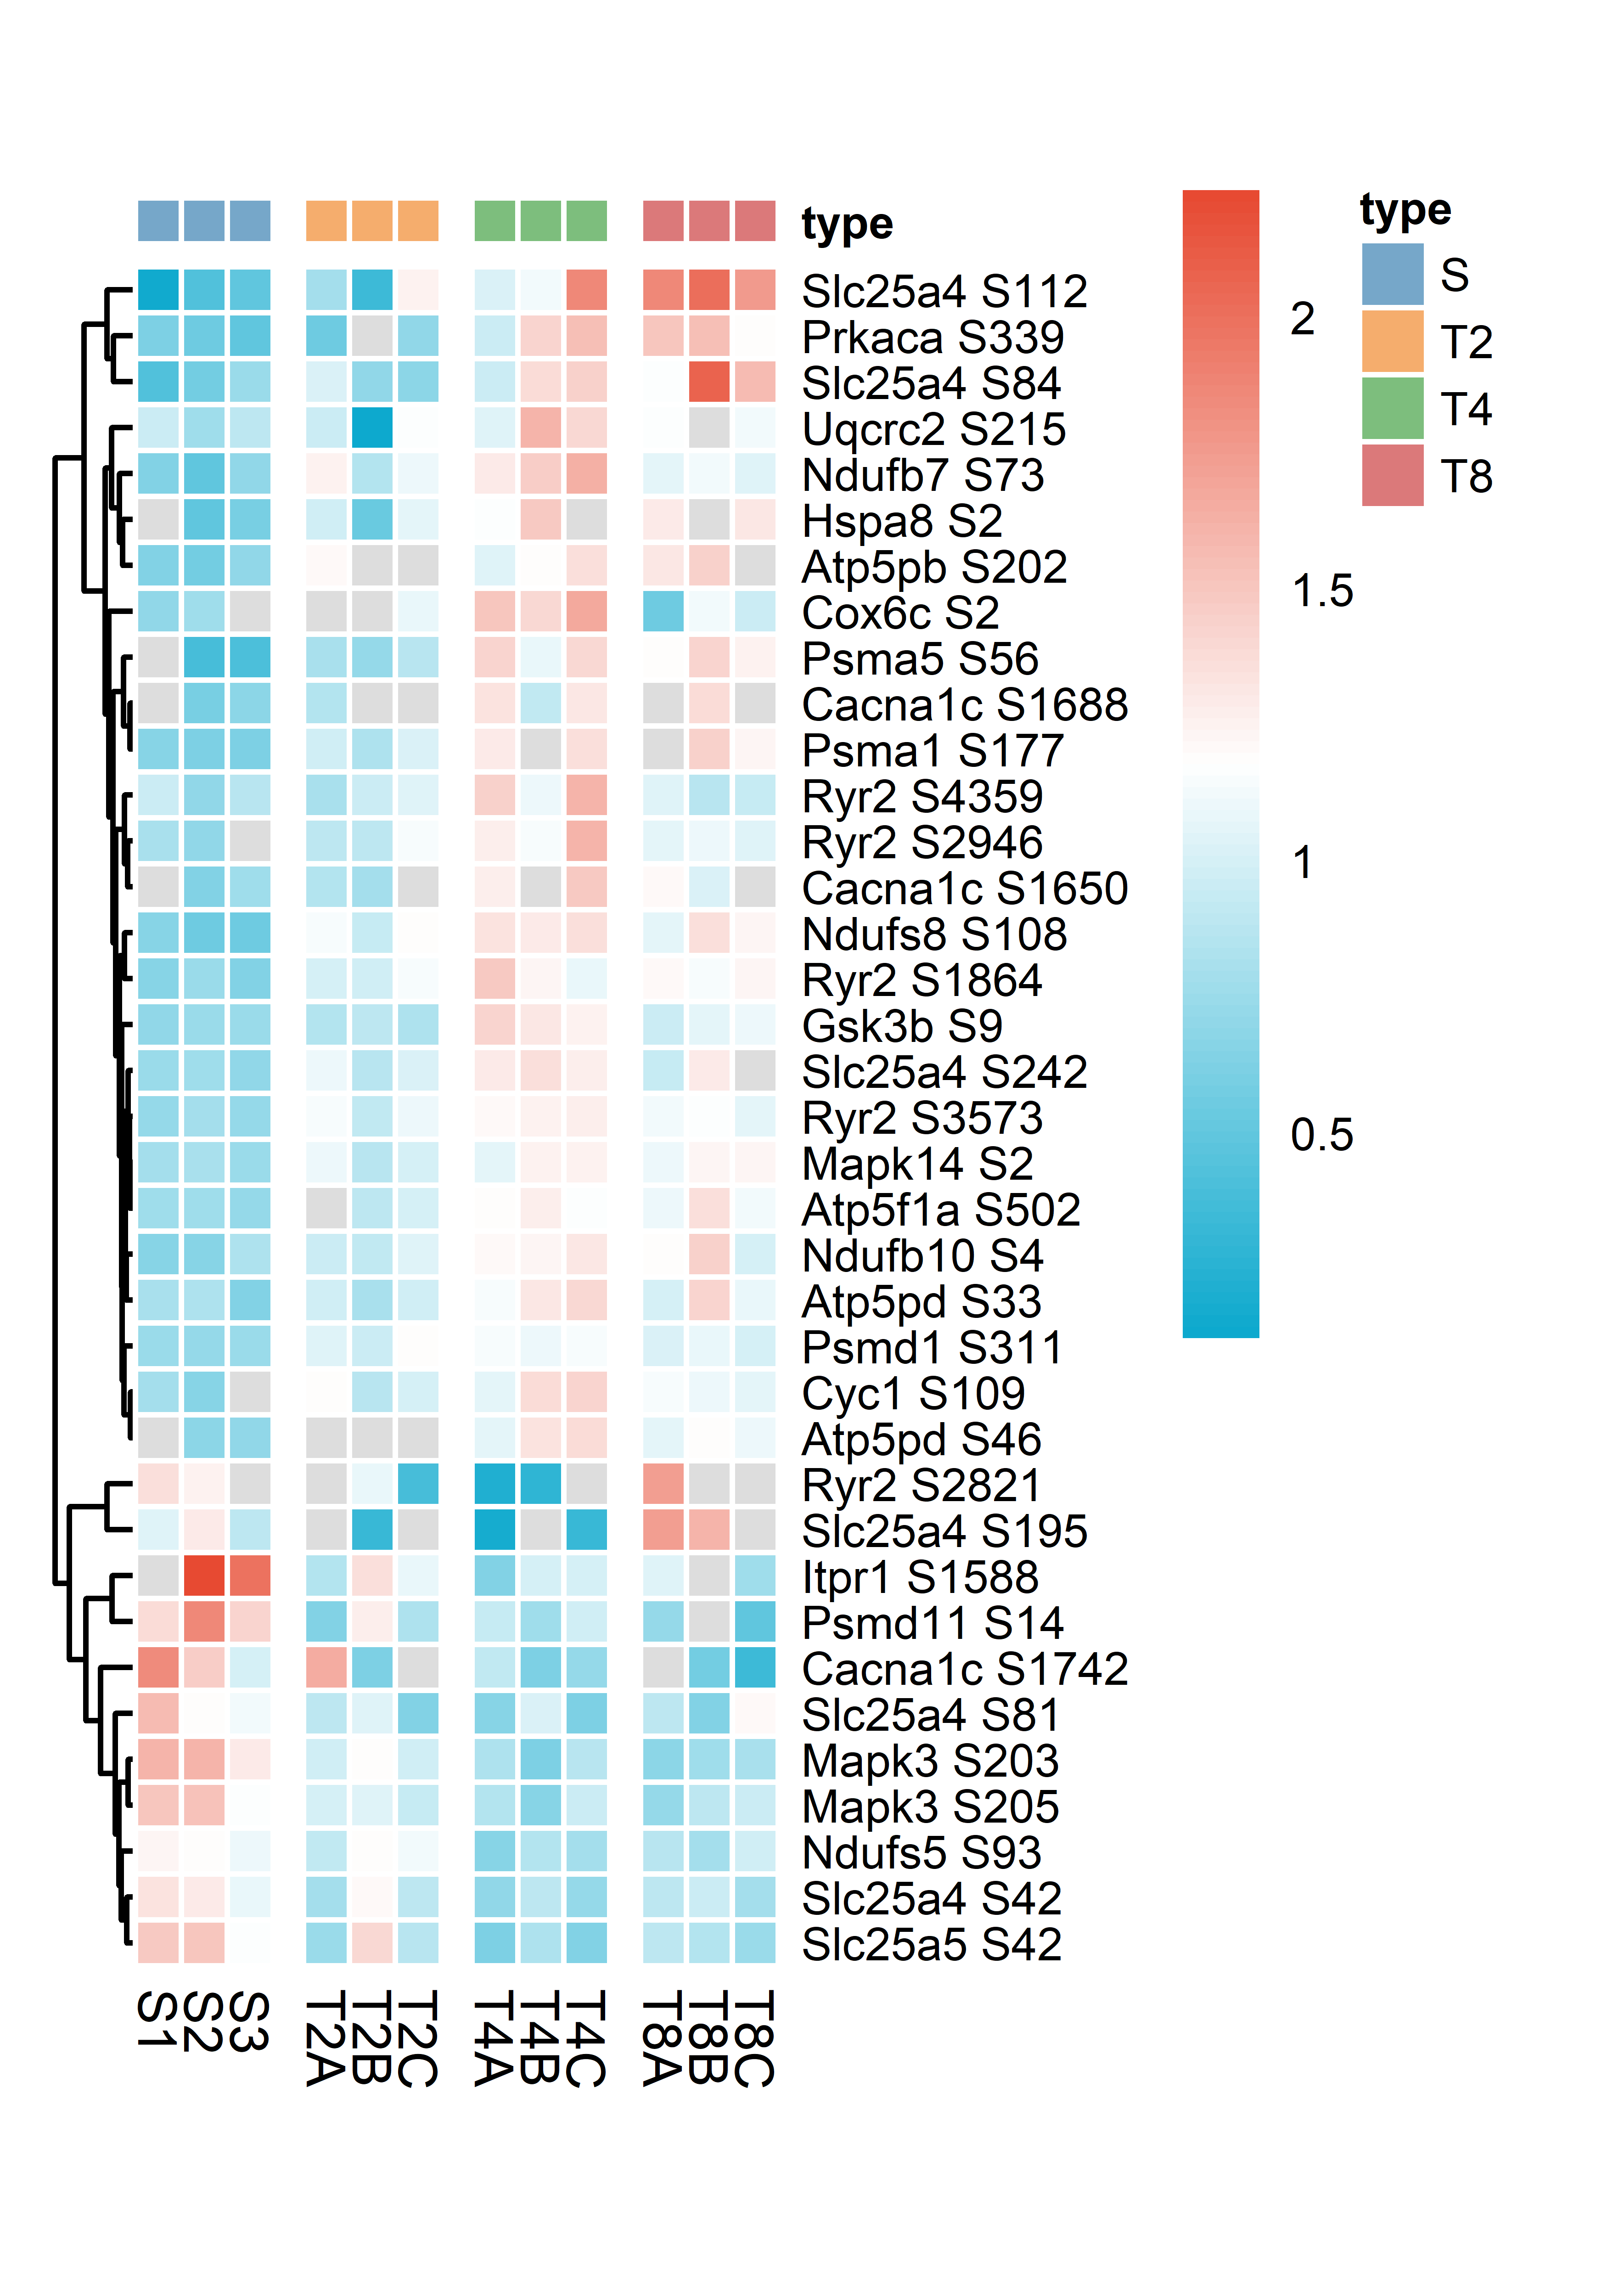 type
Slc25a4 S112
Prkaca S339
Slc25a4 S84
Uqcrc2 S215
Ndufb7 S73
Hspa8 S2
Atp5pb S202
Cox6c S2
Psma5 S56
Cacna1c S1688
Psma1 S177
Ryr2 S4359
Ryr2 S2946
Cacna1c S1650
Ndufs8 S108
Ryr2 S1864
Gsk3b S9
Slc25a4 S242
Ryr2 S3573
Mapk14 S2
Atp5f1a S502
Ndufb10 S4
Atp5pd S33
Psmd1 S311
Cyc1 S109
Atp5pd S46
Ryr2 S2821
Slc25a4 S195
Itpr1 S1588
Psmd11 S14
Cacna1c S1742
Slc25a4 S81
Mapk3 S203
Mapk3 S205
Ndufs5 S93
Slc25a4 S42
Slc25a5 S42
S1
S2
S3
T2A
T2B
T2C
T4A
T4B
T4C
T8A
T8B
T8C
2
1.5
1
0.5
type
S
T2
T4
T8